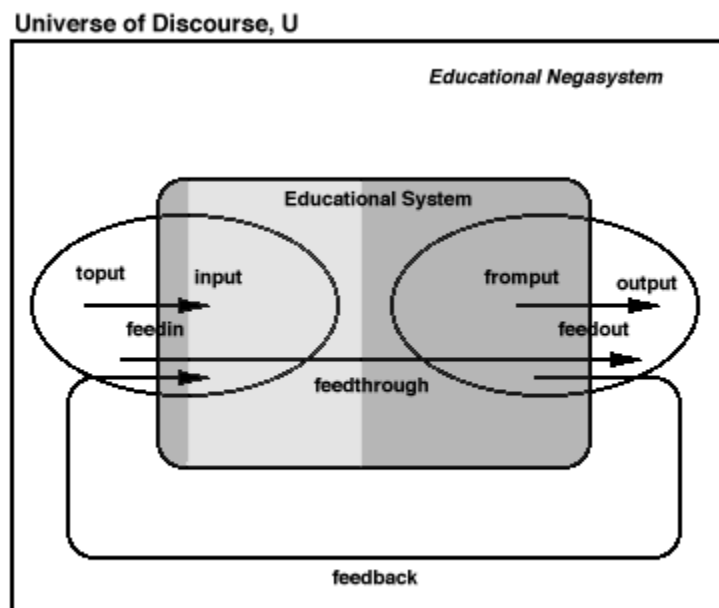 Universe of Discourse, U
Educational Negasystem
Educational System
toput
input
fromput
output
feedin
feedout
feedthrough
feedback